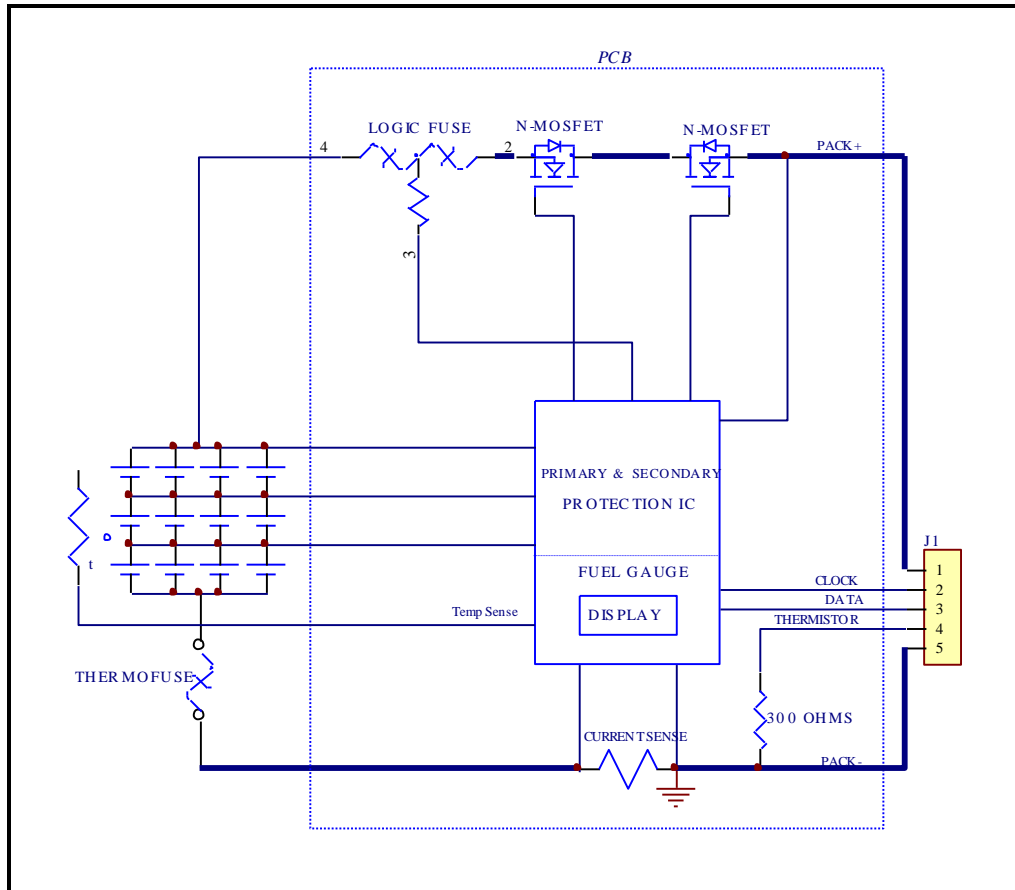 PCB
LOGIC FUSE
N-MOSFET
N-MOSFET
4
2
PACK+
3
PRIMARY & SECONDARY
PROTECTION IC
J1
FUEL GAUGE
1
CLOCK
2
DATA
3
DISPLAY
THERMISTOR
4
t
Temp Sense
5
THERMOFUSE
300 OHMS
CURRENT SENSE
PACK-